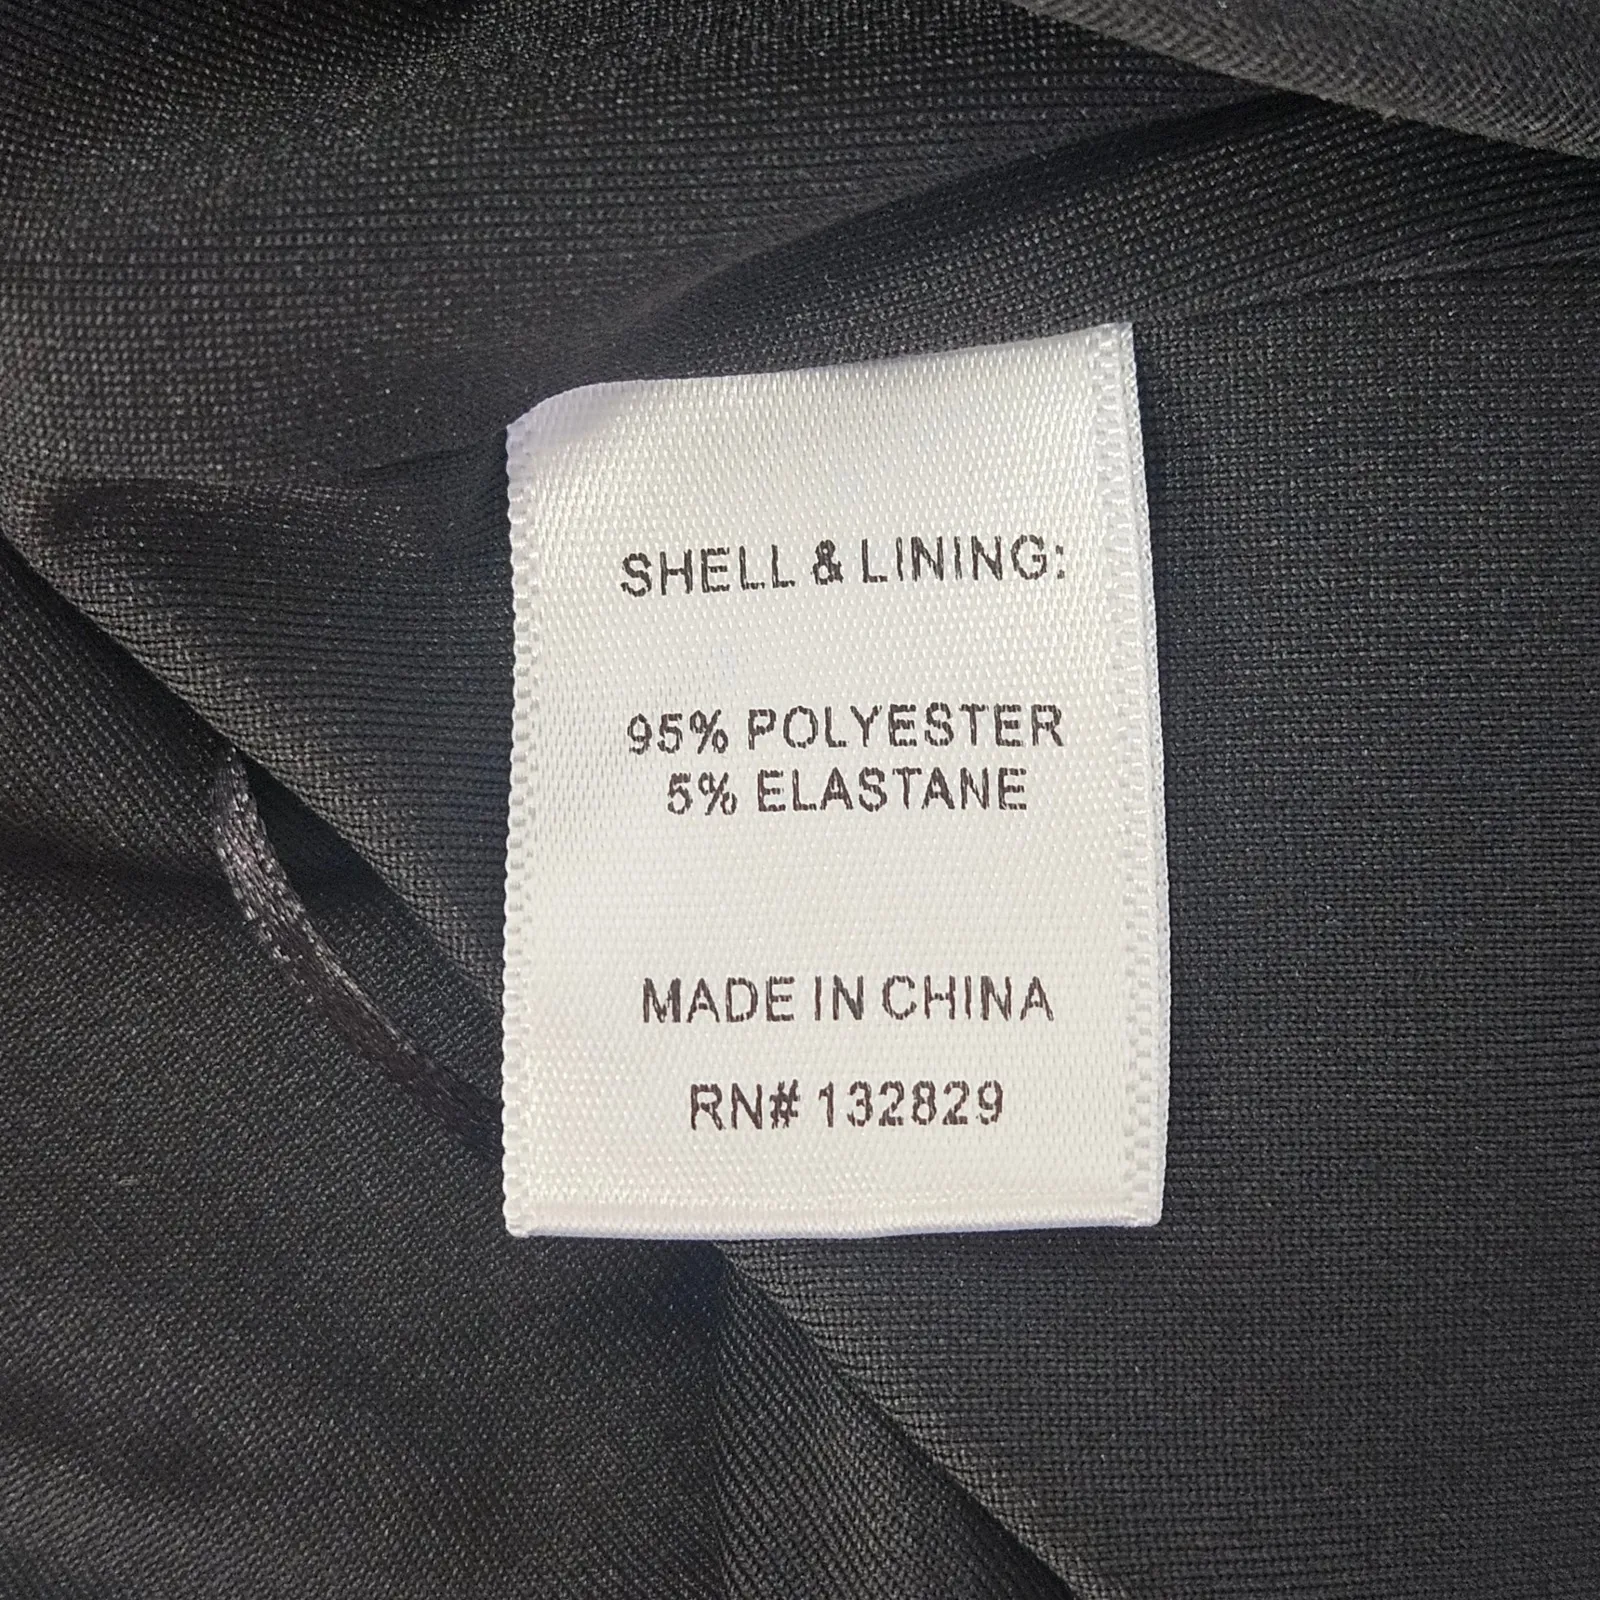 SHELL & LINING:
95% POLYESTER
5% ELASTANE
MADE IN CHINA
RN# 132829